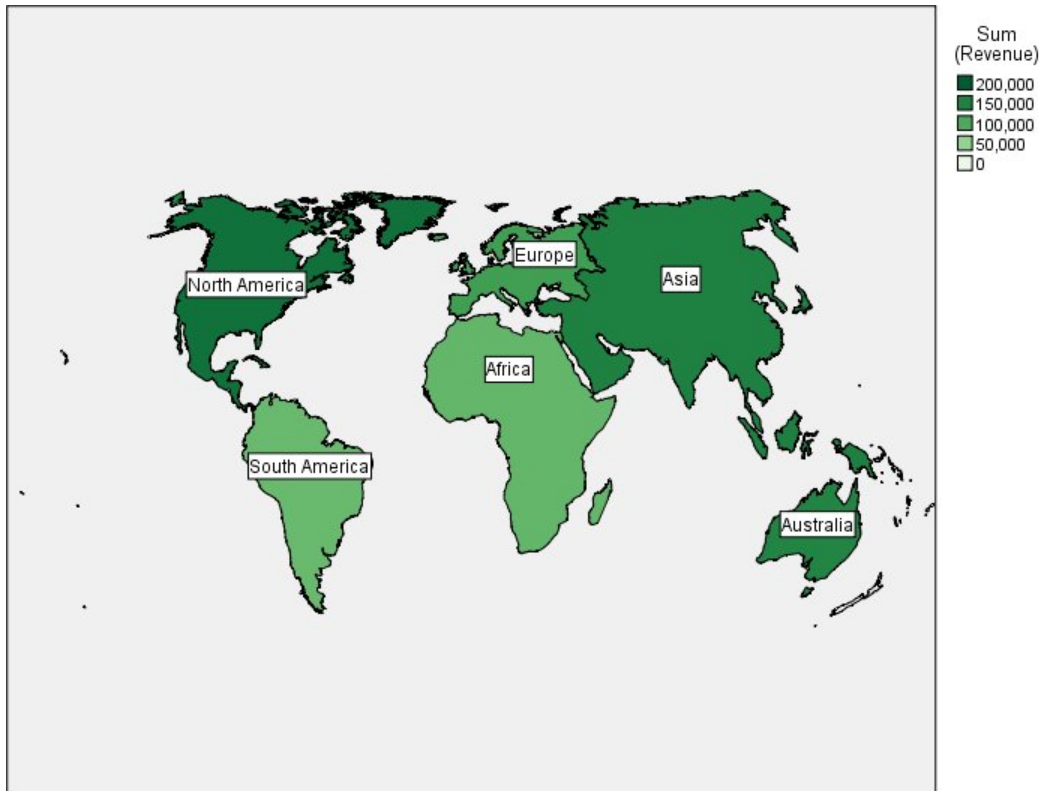 Sum
(Revenue)
200,000
150,000
100,000
50,000
0
Europe
North America
Asia
Africa
South America
Australia